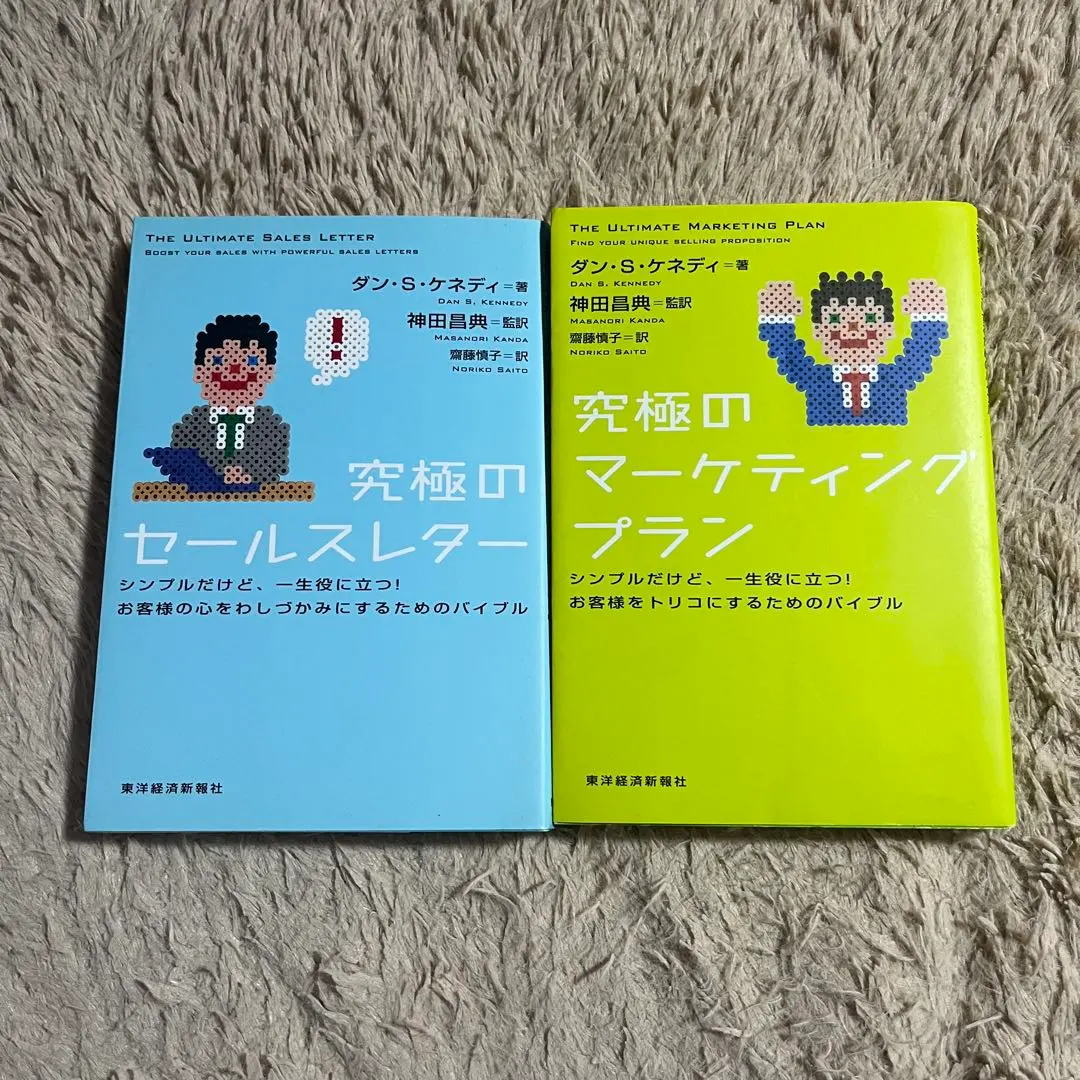 THE ULTIMATE SALES LETTER
BOOST YOUR SALES WITH POWERFUL SALES LETTERS
ダン・S・ケネディ=著
DAN S. KENNEDY
神田昌典=監訳
MASANORI KANDA
齋藤慎子=訳
NORIKO SAITO
!
究極の
セールスレター
シンプルだけど、一生役に立つ!
お客様の心をわしづかみにするためのバイブル
東洋経済新報社
THE ULTIMATE MARKETING PLAN
FIND YOUR UNIQUE SELLING PROPOSITION
ダン・S・ケネディ=著
DAN S. KENNEDY
神田昌典=監訳
MASANORI KANDA
齋藤慎子=訳
NORIKO SAITO
究極の
マーケティング
プラン
シンプルだけど、一生役に立つ!
お客様をトリコにするためのバイブル
東洋経済新報社